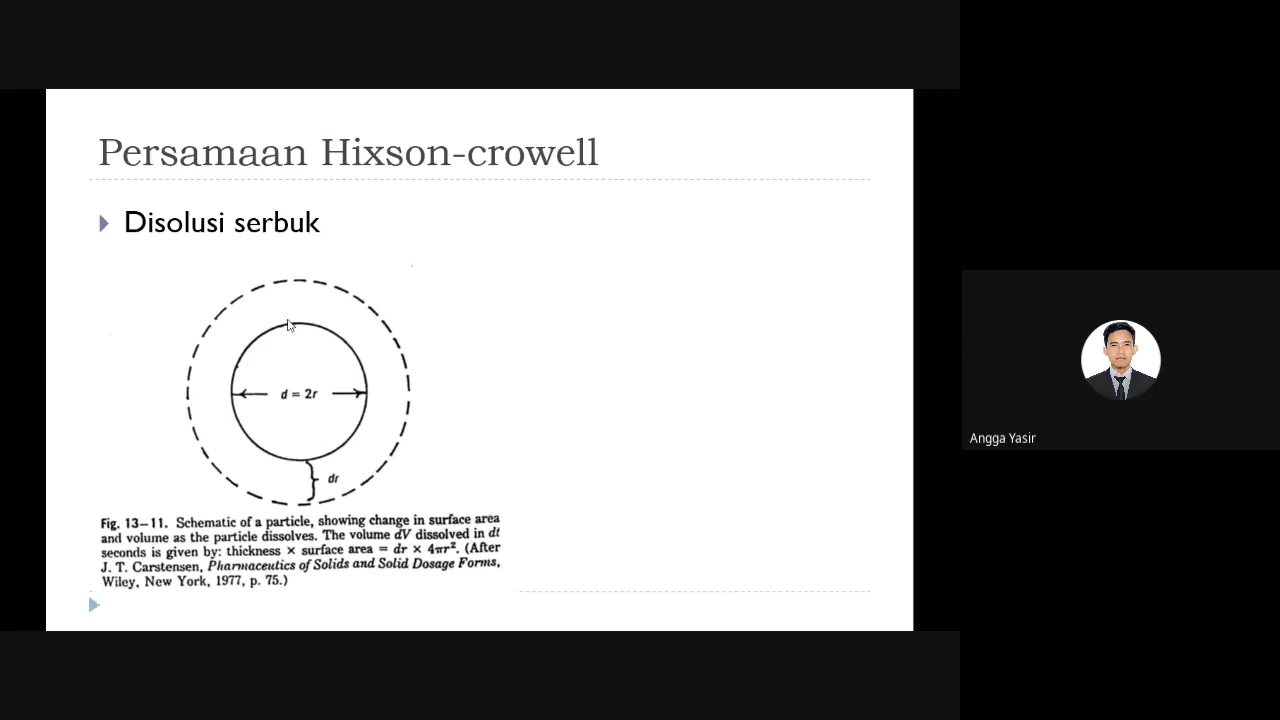 Persamaan Hixson-crowell
Disolusi serbuk
d = 2r
dr
Fig. 13–11. Schematic of a particle, showing change in surface area
and volume as the particle dissolves. The volume dV dissolved in dt
seconds is given by: thickness × surface area = dr × 4πr². (After
J. T. Carstensen, Pharmaceutics of Solids and Solid Dosage Forms,
Wiley, New York, 1977, p. 75.)
Angga Yasir